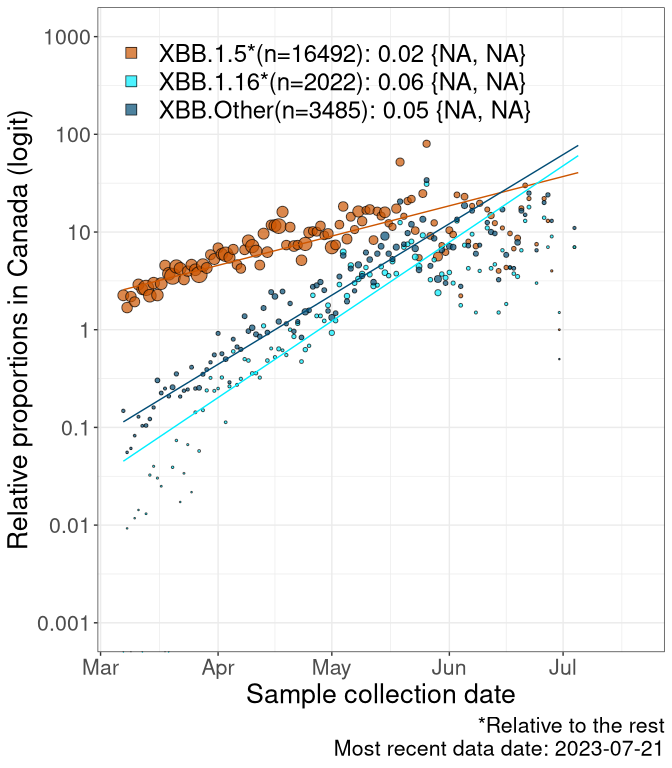 1000
100
10
1
0.1
0.01
0.001
Relative proportions in Canada (logit)
XBB.1.5*(n=16492): 0.02 {NA, NA}
XBB.1.16*(n=2022): 0.06 {NA, NA}
XBB.Other(n=3485): 0.05 {NA, NA}
Mar Apr May Jun Jul
Sample collection date
*Relative to the rest
Most recent data date: 2023-07-21